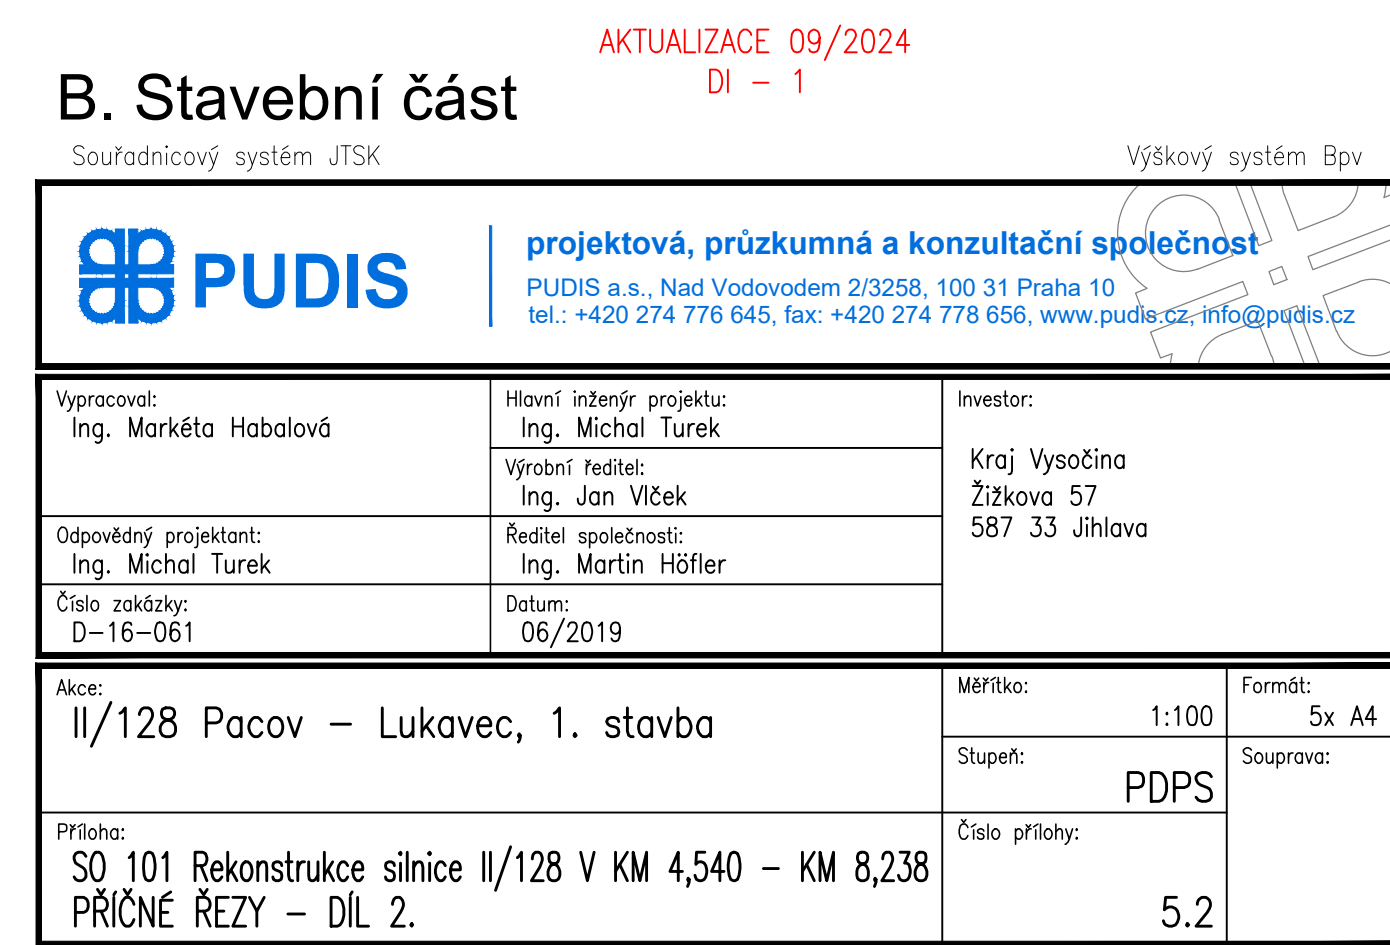 AKTUALIZACE 09/2024
DI - 1
B. Stavební část
Souřadnicový systém JTSK
Výškový systém Bpv
PUDIS
projektová, průzkumná a konzultační společnost
PUDIS a.s., Nad Vodovodem 2/3258, 100 31 Praha 10
tel.: +420 274 776 645, fax: +420 274 778 656, www.pudis.cz, info@pudis.cz
Vypracoval:
Ing. Markéta Habalová
Hlavní inženýr projektu:
Ing. Michal Turek
Investor:
Kraj Vysočina
Žižkova 57
587 33 Jihlava
Výrobní ředitel:
Ing. Jan Vlček
Odpovědný projektant:
Ing. Michal Turek
Ředitel společnosti:
Ing. Martin Höfler
Číslo zakázky:
D-16-061
Datum:
06/2019
Akce:
II/128 Pacov - Lukavec, 1. stavba
Měřítko:
1:100
Formát:
5x A4
Stupeň:
PDPS
Souprava:
Příloha:
SO 101 Rekonstrukce silnice II/128 V KM 4,540 - KM 8,238
PŘÍČNÉ ŘEZY - DÍL 2.
Číslo přílohy:
5.2